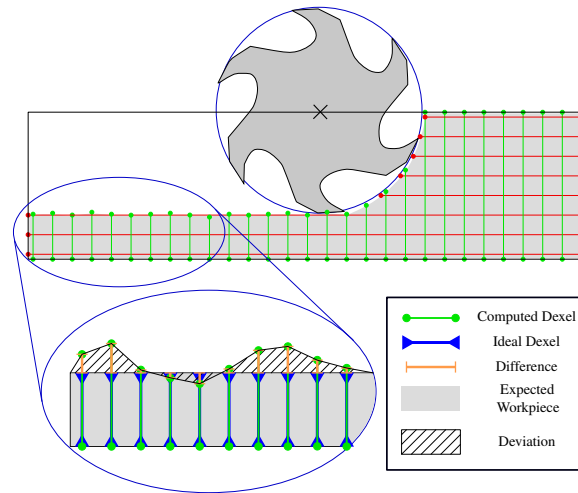 Computed Dexel
Ideal Dexel
Difference
Expected
Workpiece
Deviation